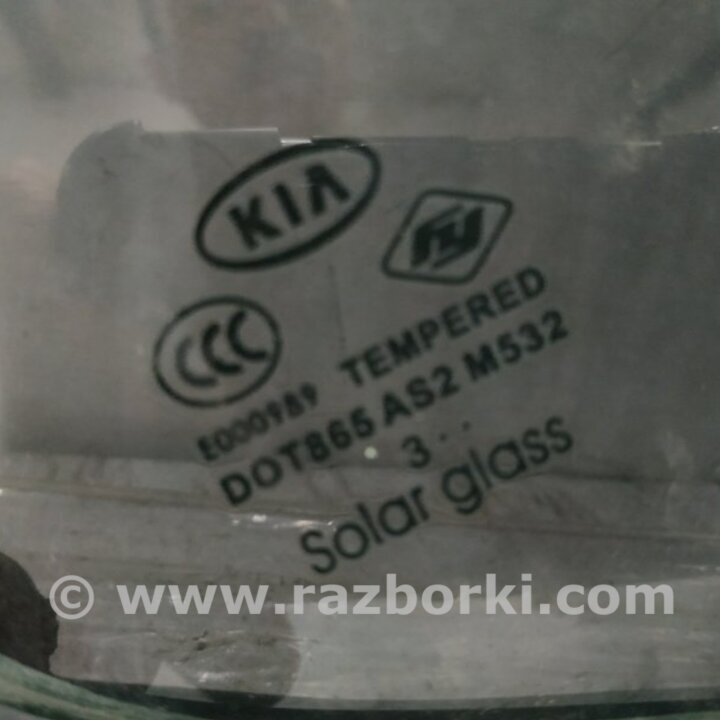 KIA
CCC
E000989 TEMPERED
DOT865 AS2 M532
3..
Solar glass
© www.razborki.com